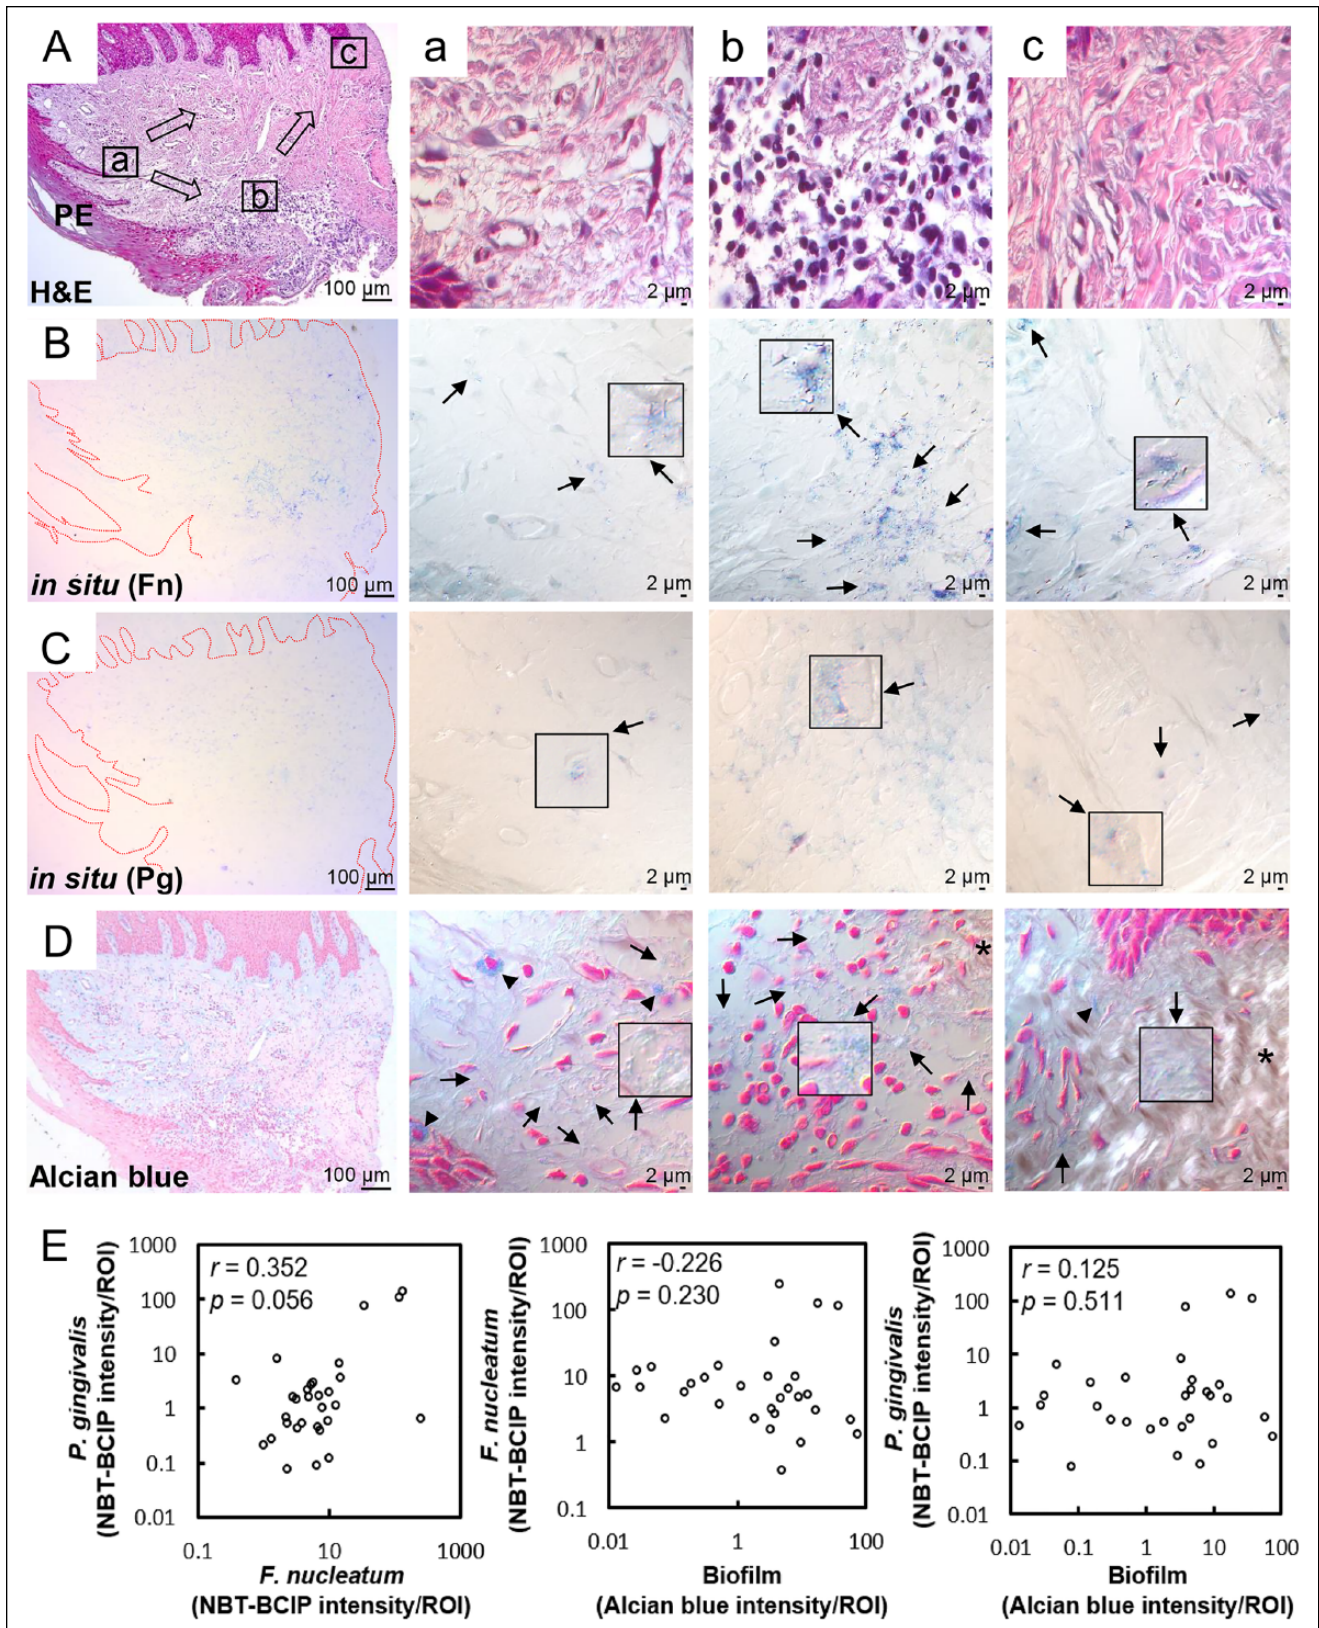 A
a
b
c
c
a
b
PE
H&E
100 µm
2 µm
2 µm
2 µm
B
in situ (Fn)
100 µm
2 µm
2 µm
2 µm
C
in situ (Pg)
100 µm
2 µm
2 µm
2 µm
D
*
*
Alcian blue
100 µm
2 µm
2 µm
2 µm
E
P. gingivalis
(NBT-BCIP intensity/ROI)
1000
100
10
1
0.1
0.01
r = 0.352
p = 0.056
0.1
10
1000
F. nucleatum
(NBT-BCIP intensity/ROI)
F. nucleatum
(NBT-BCIP intensity/ROI)
1000
100
10
1
0.1
r = -0.226
p = 0.230
0.01
1
100
Biofilm
(Alcian blue intensity/ROI)
P. gingivalis
(NBT-BCIP intensity/ROI)
1000
100
10
1
0.1
0.01
r = 0.125
p = 0.511
0.01
0.1
1
10
100
Biofilm
(Alcian blue intensity/ROI)